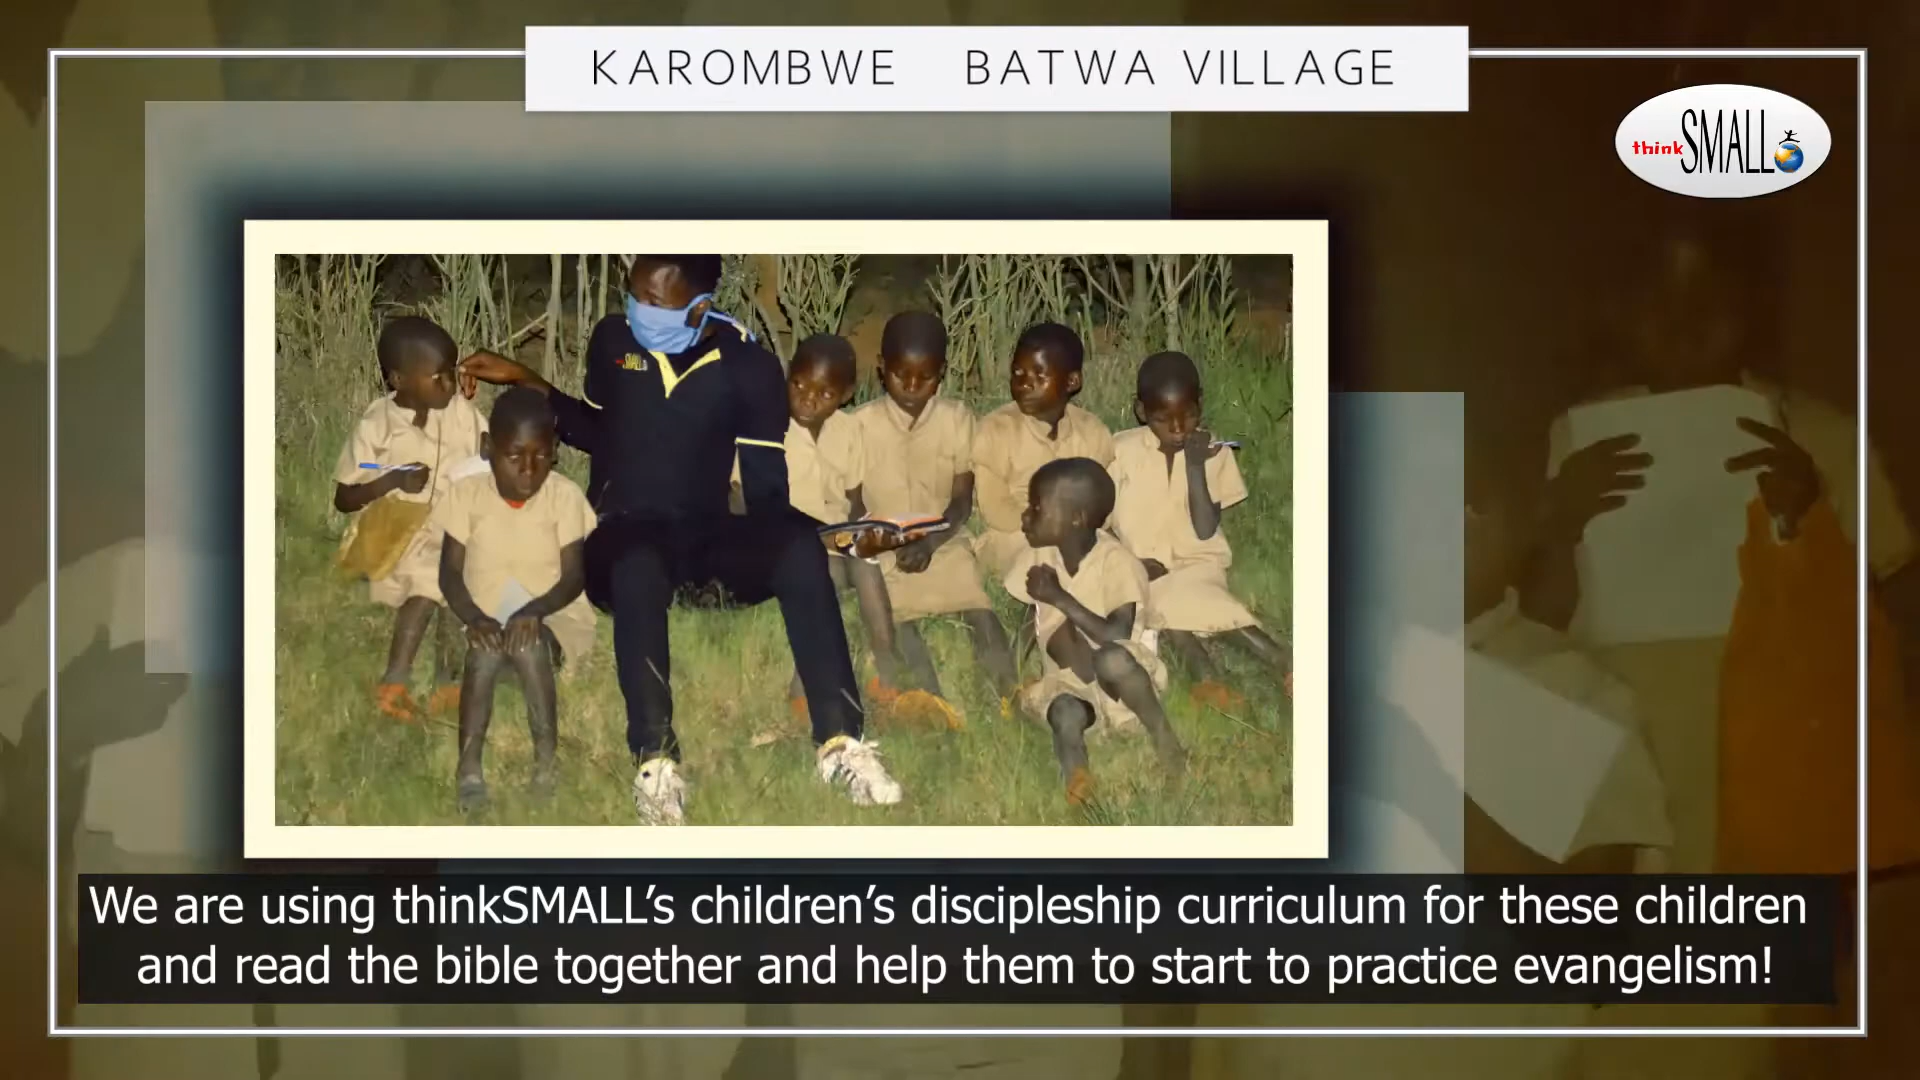 KAROMBWE BATWA VILLAGE
thinkSMALL
SMALL
We are using thinkSMALL’s children’s discipleship curriculum for these children
and read the bible together and help them to start to practice evangelism!